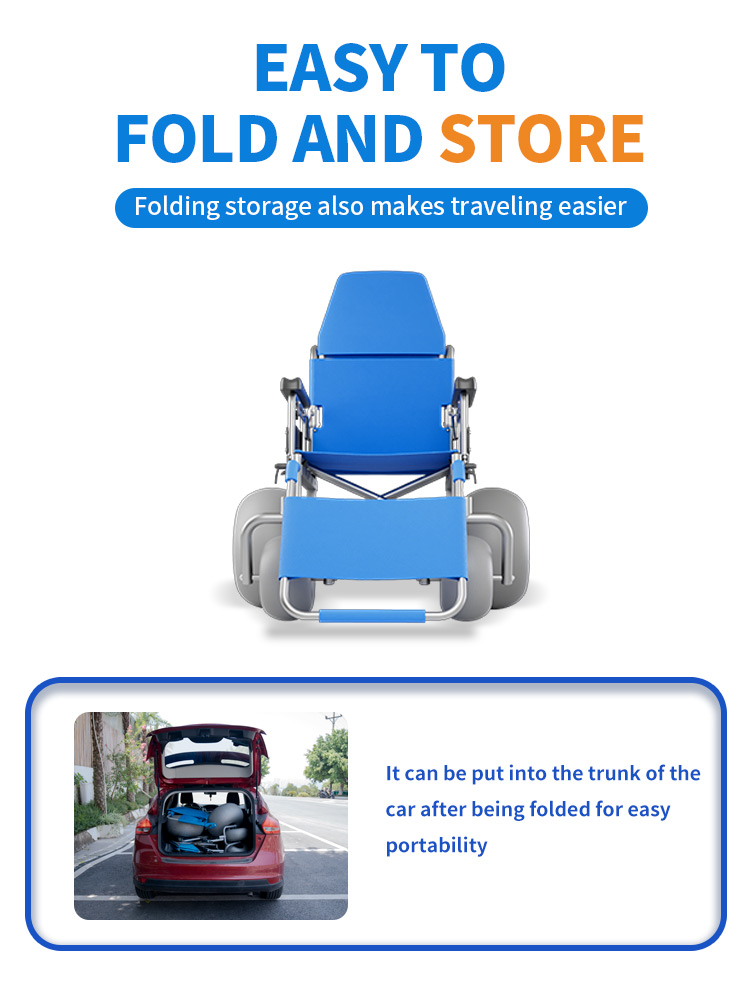 EASY TO
FOLD AND STORE
Folding storage also makes traveling easier
It can be put into the trunk of the
car after being folded for easy
portability